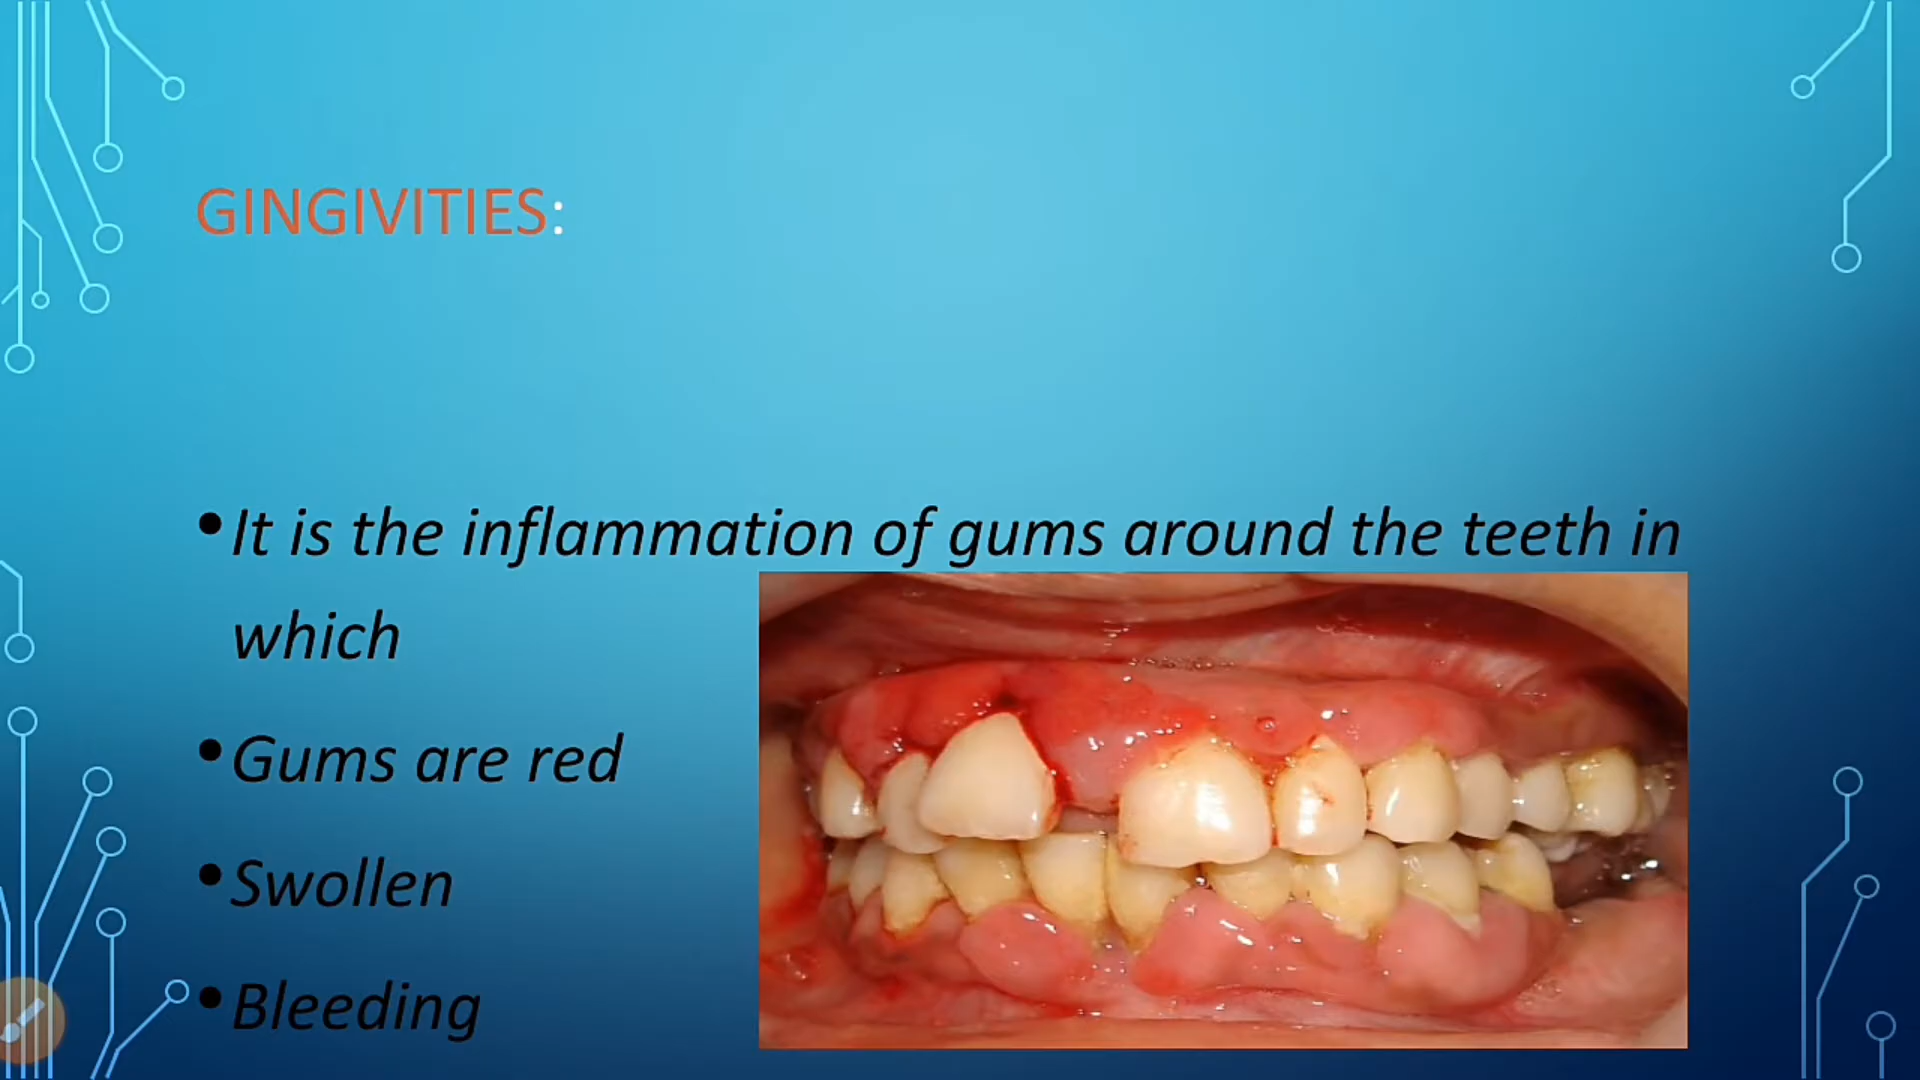 GINGIVITIES:
•It is the inflammation of gums around the teeth in
which
•Gums are red
•Swollen
•Bleeding